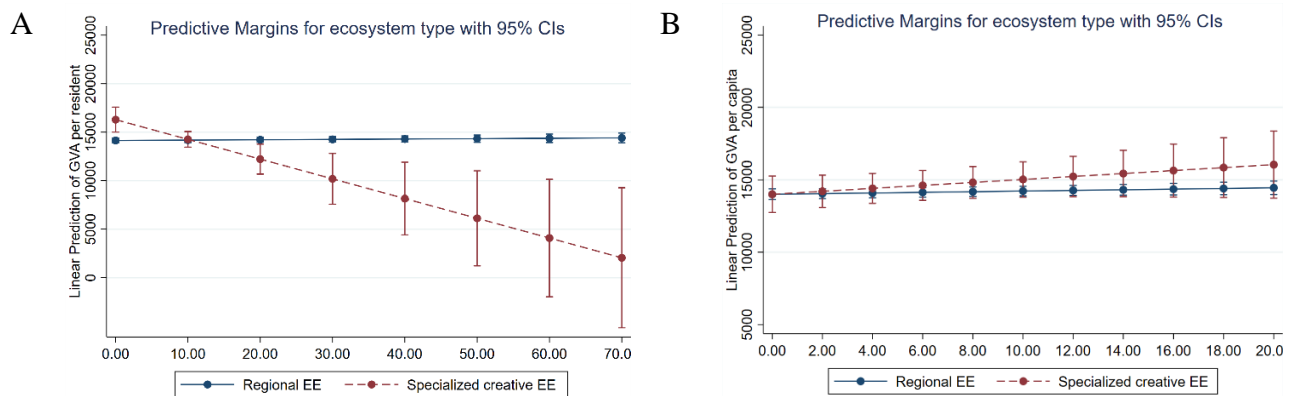 A
Predictive Margins for ecosystem type with 95% CIs
Linear Prediction of GVA per resident
25000
20000
15000
10000
5000
0
0.00 10.00 20.00 30.00 40.00 50.00 60.00 70.0
Regional EE Specialized creative EE
B
Predictive Margins for ecosystem type with 95% CIs
Linear Prediction of GVA per capita
25000
20000
15000
10000
5000
0.00 2.00 4.00 6.00 8.00 10.00 12.00 14.00 16.00 18.00 20.0
Regional EE Specialized creative EE